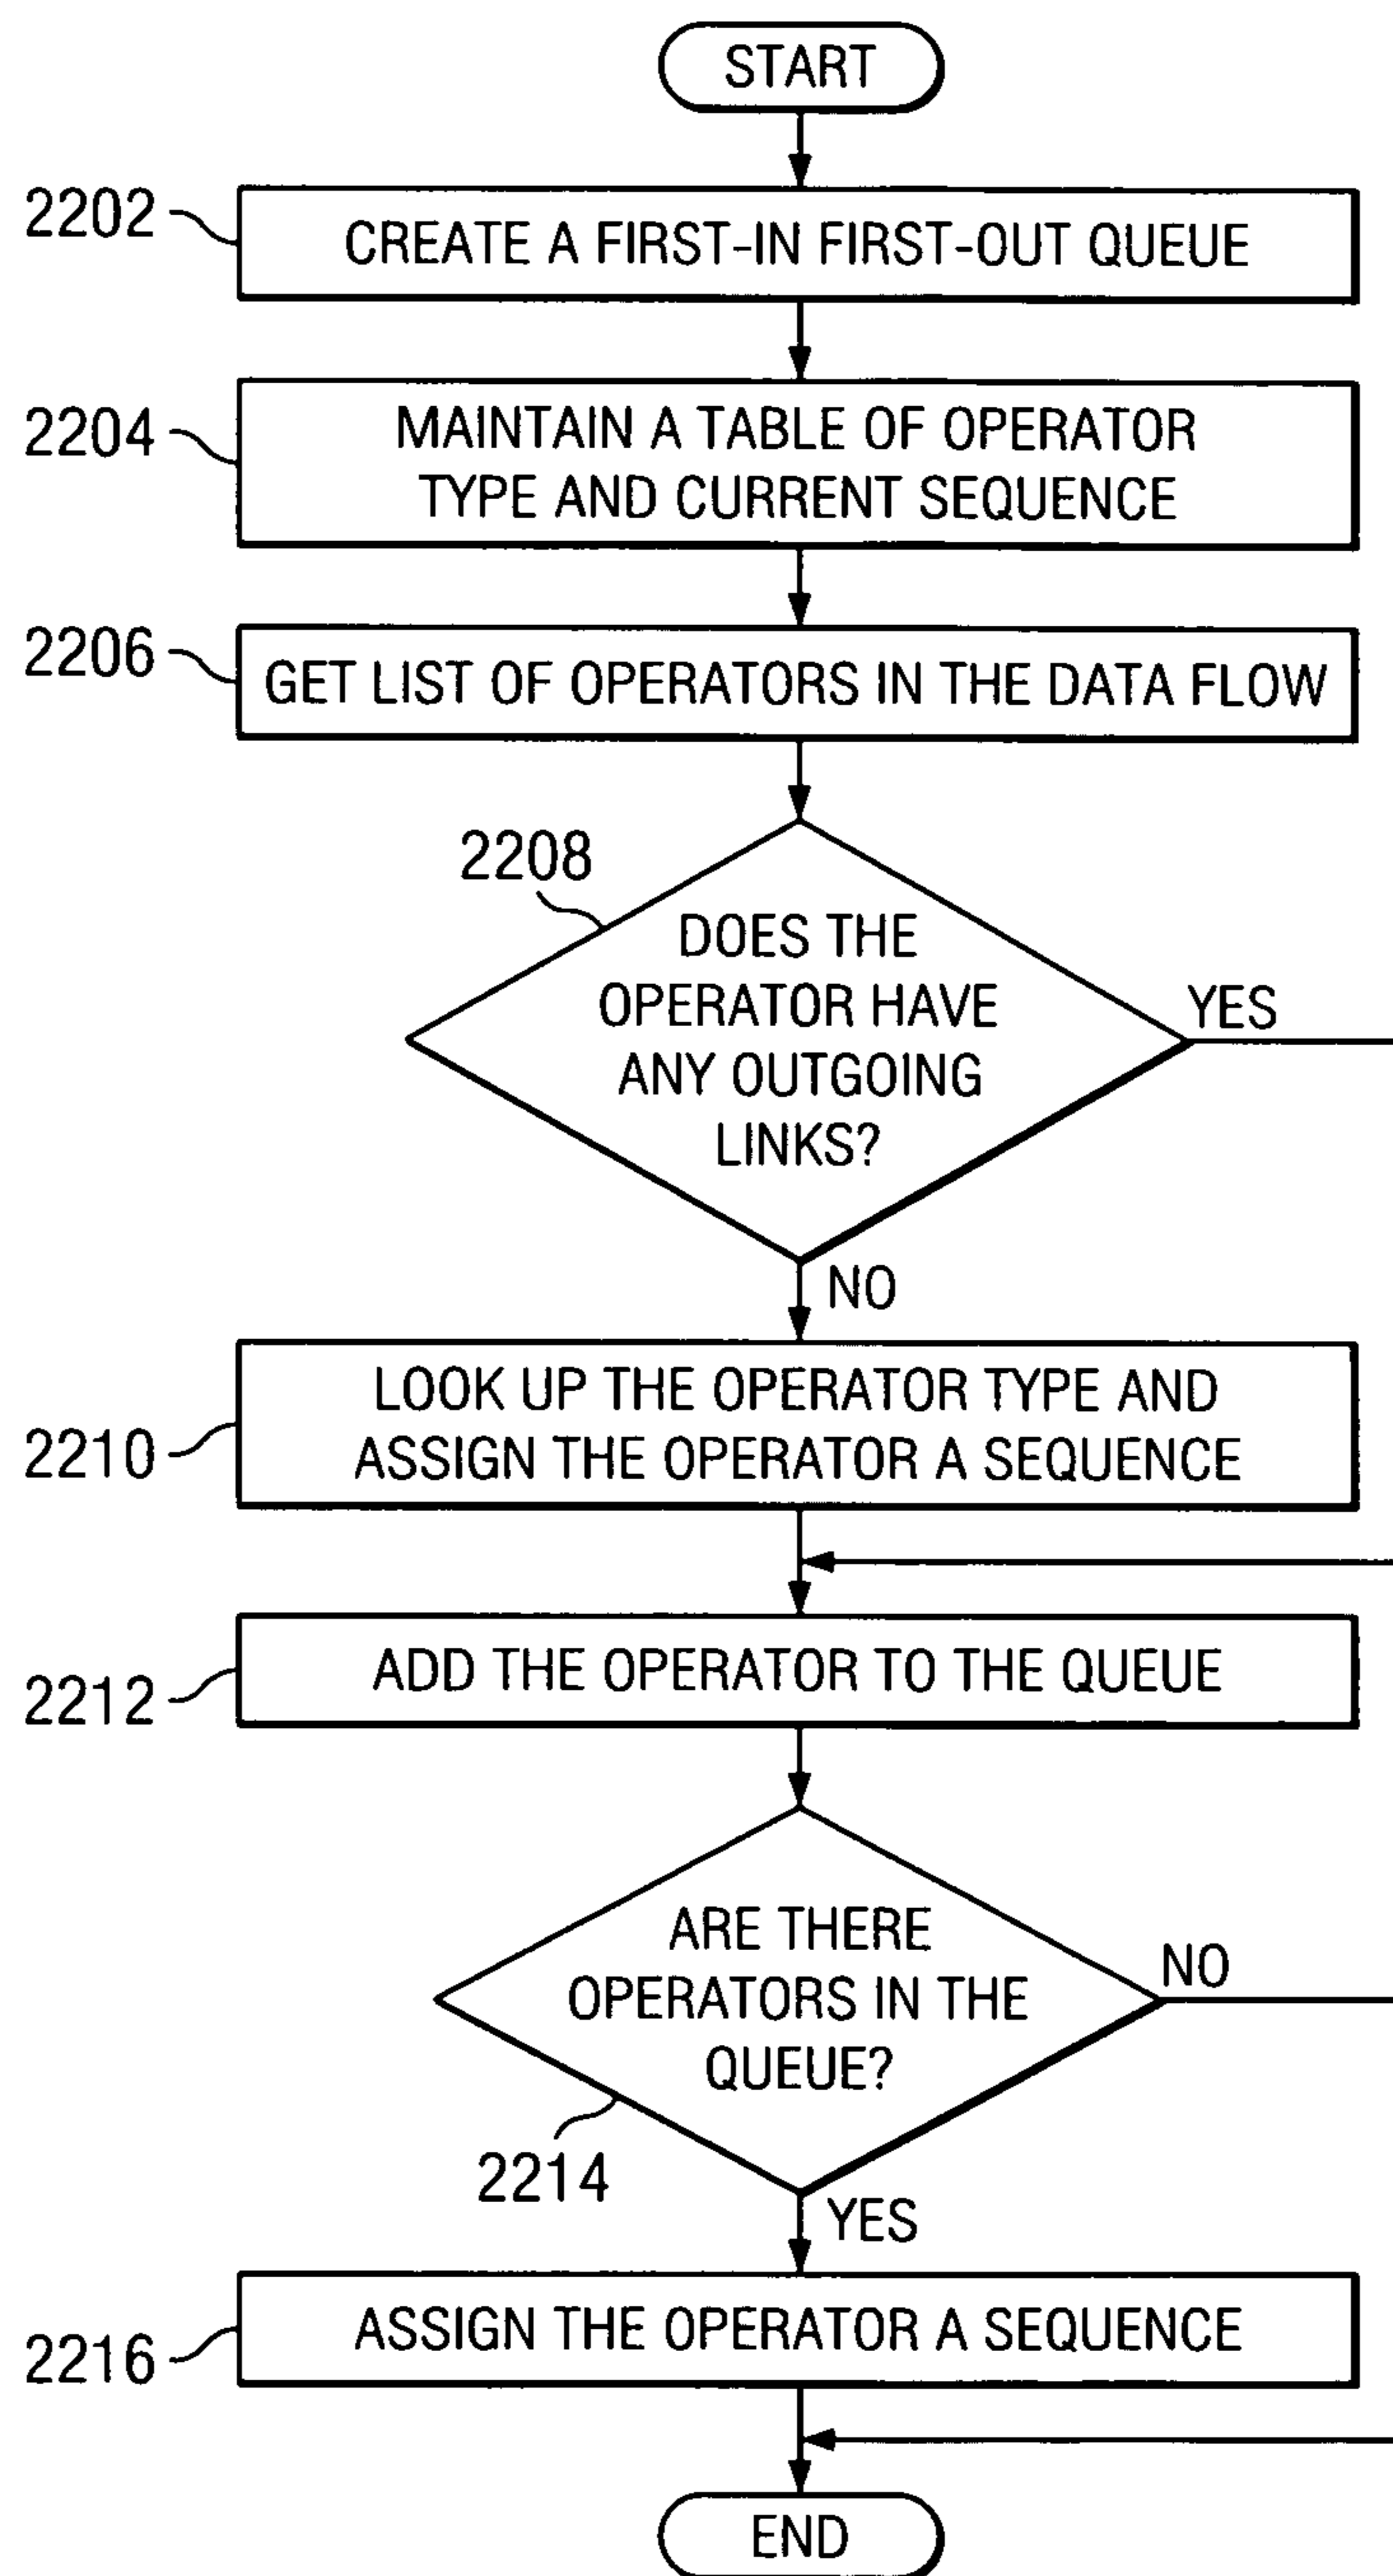 START
2202
CREATE A FIRST-IN FIRST-OUT QUEUE
2204
MAINTAIN A TABLE OF OPERATOR
TYPE AND CURRENT SEQUENCE
2206
GET LIST OF OPERATORS IN THE DATA FLOW
2208
DOES THE
OPERATOR HAVE
ANY OUTGOING
LINKS?
YES
NO
LOOK UP THE OPERATOR TYPE AND
ASSIGN THE OPERATOR A SEQUENCE
2210
ADD THE OPERATOR TO THE QUEUE
2212
ARE THERE
OPERATORS IN THE
QUEUE?
NO
2214
YES
ASSIGN THE OPERATOR A SEQUENCE
2216
END